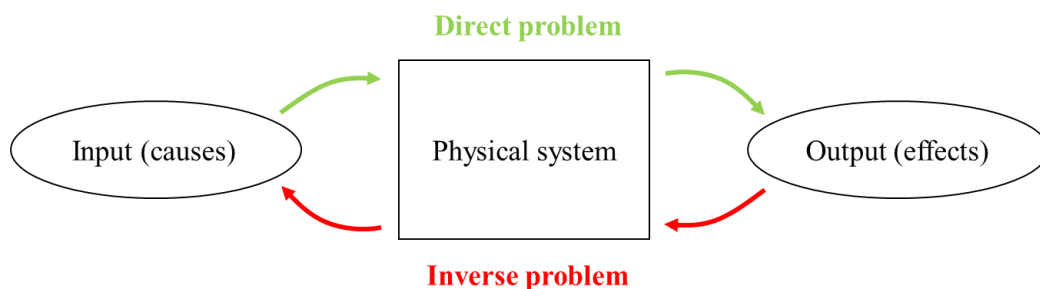 Direct problem
Input (causes)
Physical system
Output (effects)
Inverse problem